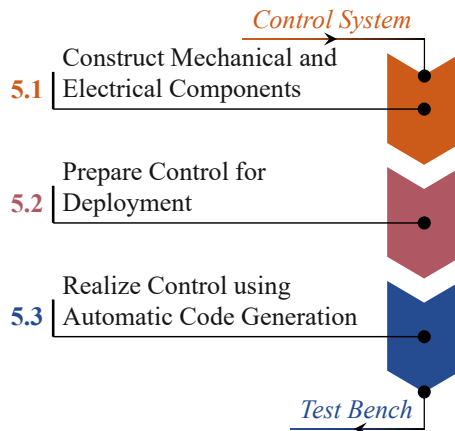 Control System
Construct Mechanical and
5.1 Electrical Components
Prepare Control for
5.2 Deployment
Realize Control using
5.3 Automatic Code Generation
Test Bench